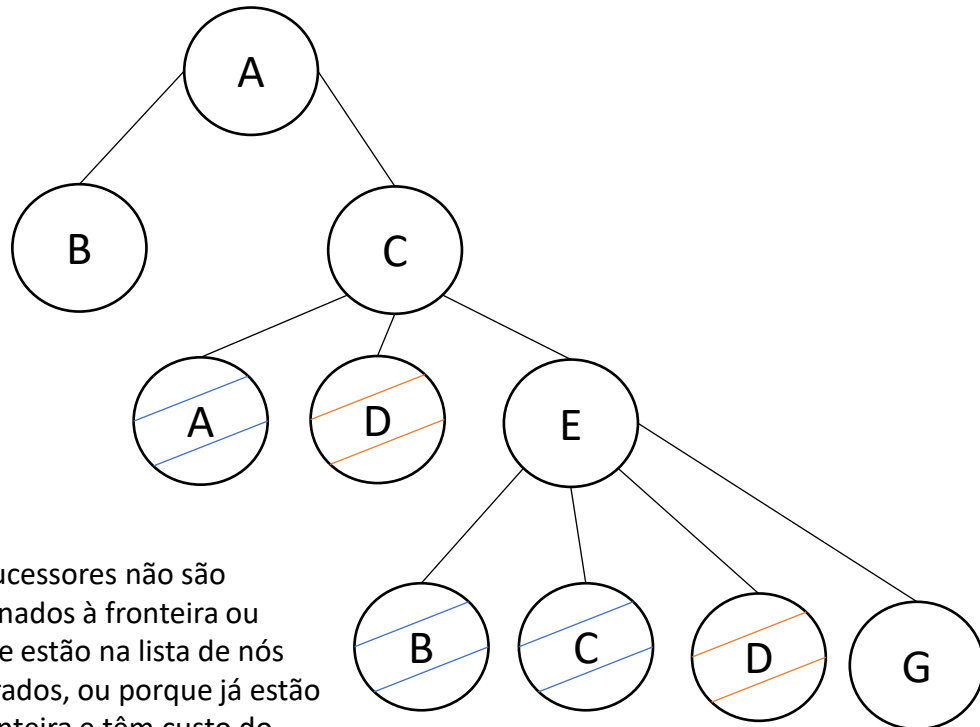 A
B
C
A
D
E
B
C
D
G
ucessores não são
nados à fronteira ou
e estão na lista de nós
rados, ou porque já estão